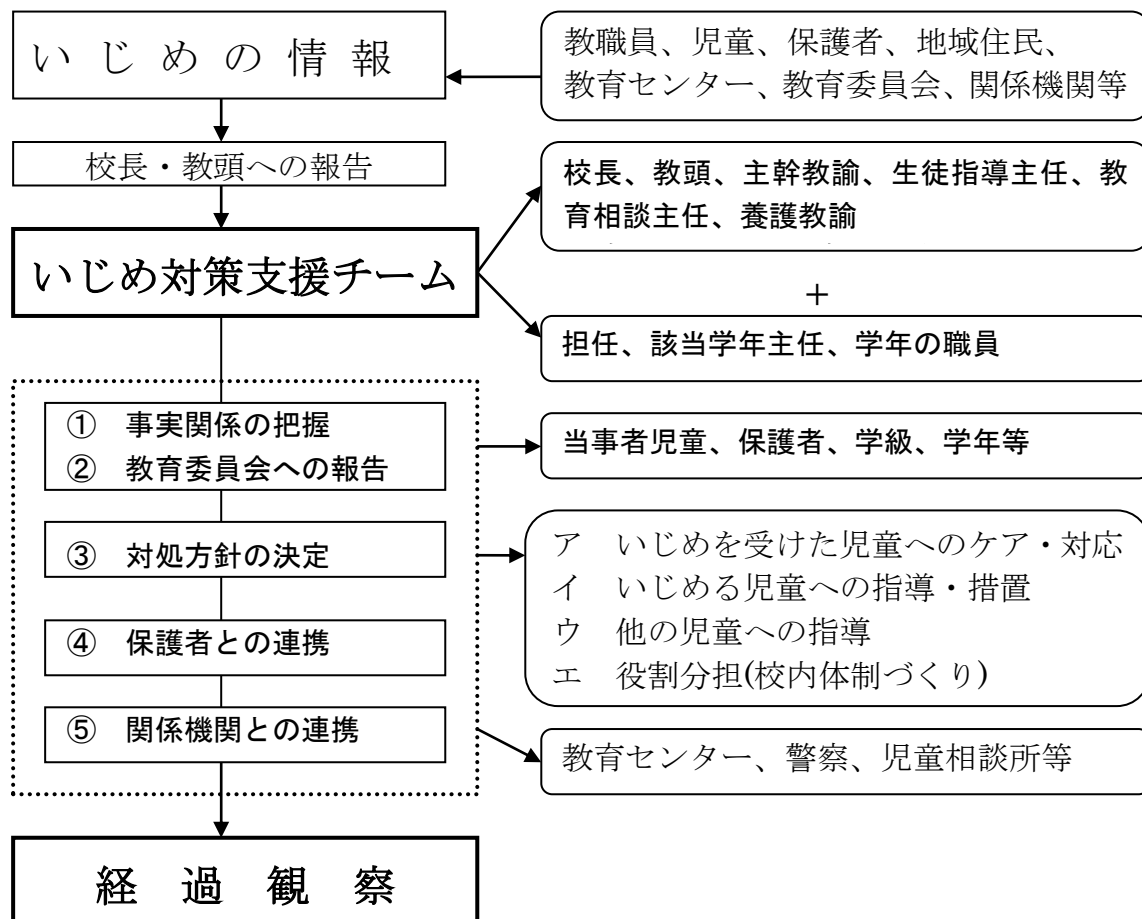 いじめの情報
教職員、児童、保護者、地域住民、
教育センター、教育委員会、関係機関等
校長・教頭への報告
校長、教頭、主幹教諭、生徒指導主任、教
育相談主任、養護教諭
いじめ対策支援チーム
+
担任、該当学年主任、学年の職員
① 事実関係の把握
② 教育委員会への報告
当事者児童、保護者、学級、学年等
③ 対処方針の決定
ア いじめを受けた児童へのケア・対応
イ いじめる児童への指導・措置
ウ 他の児童への指導
エ 役割分担(校内体制づくり)
④ 保護者との連携
⑤ 関係機関との連携
教育センター、警察、児童相談所等
経過観察